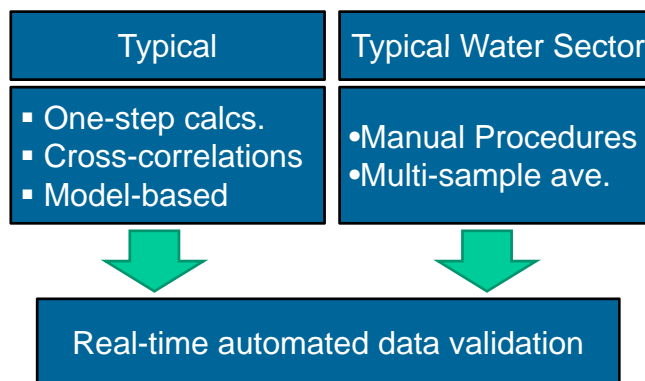 Typical
Typical Water Sector
▪ One-step calcs.
▪ Cross-correlations
▪ Model-based
•Manual Procedures
•Multi-sample ave.
Real-time automated data validation